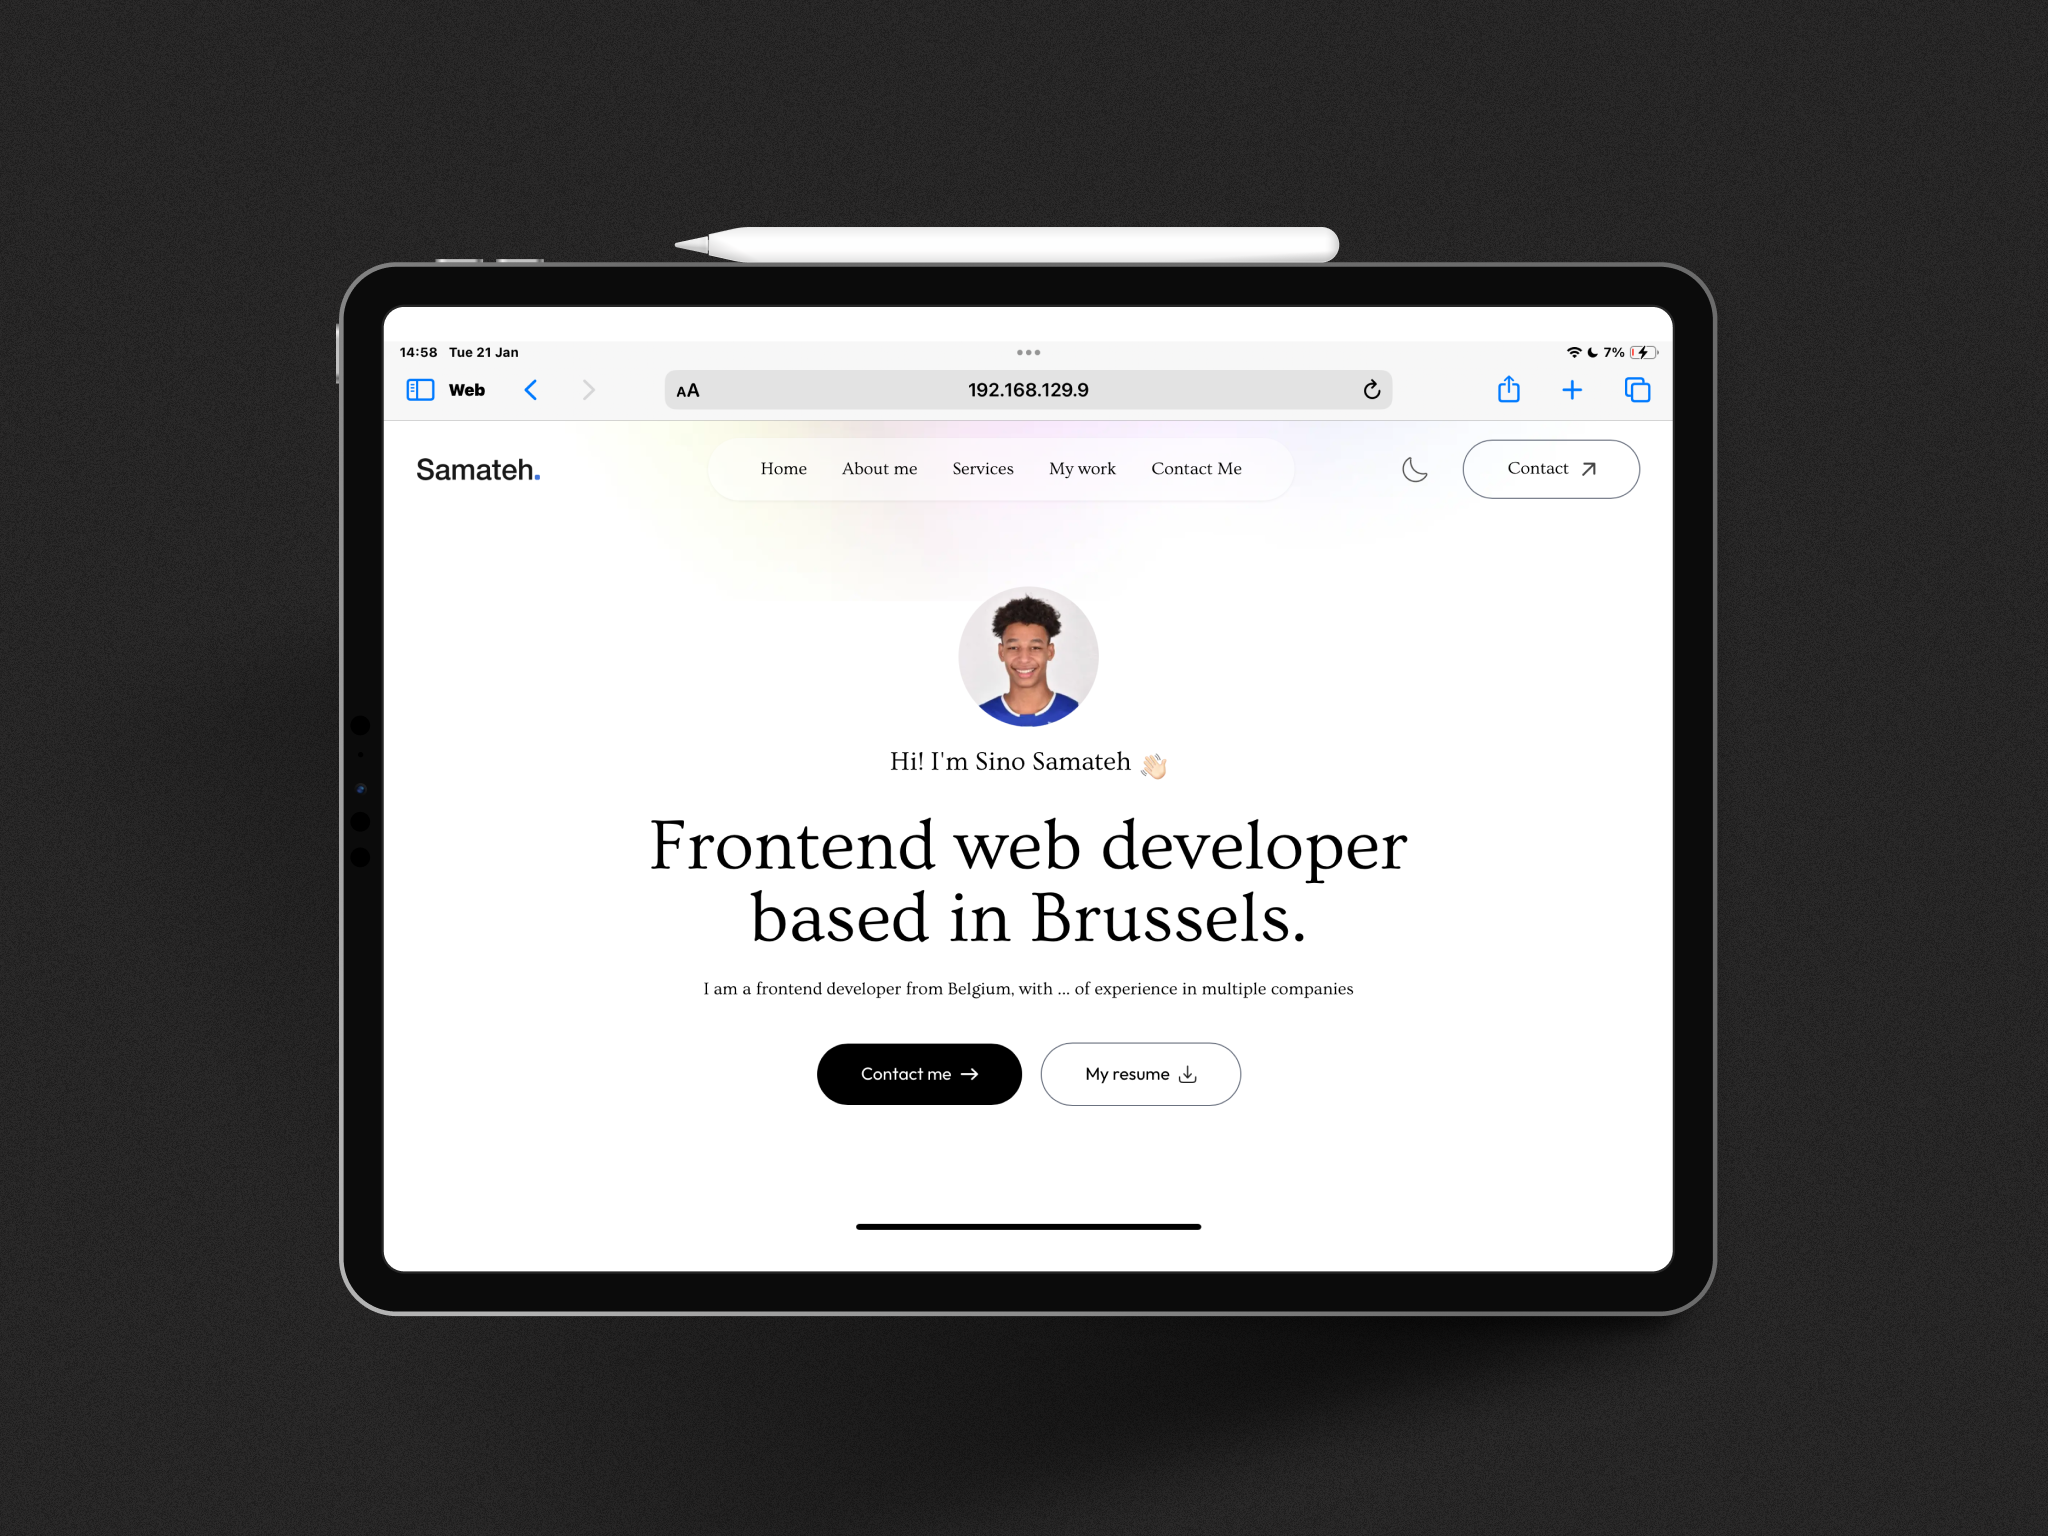 14:58 Tue 21 Jan
7%
Web
AA 192.168.129.9
Samateh.
Home About me Services My work Contact Me
Contact
Hi! I'm Sino Samateh 👋🏻
Frontend web developer
based in Brussels.
I am a frontend developer from Belgium, with ... of experience in multiple companies
Contact me →
My resume